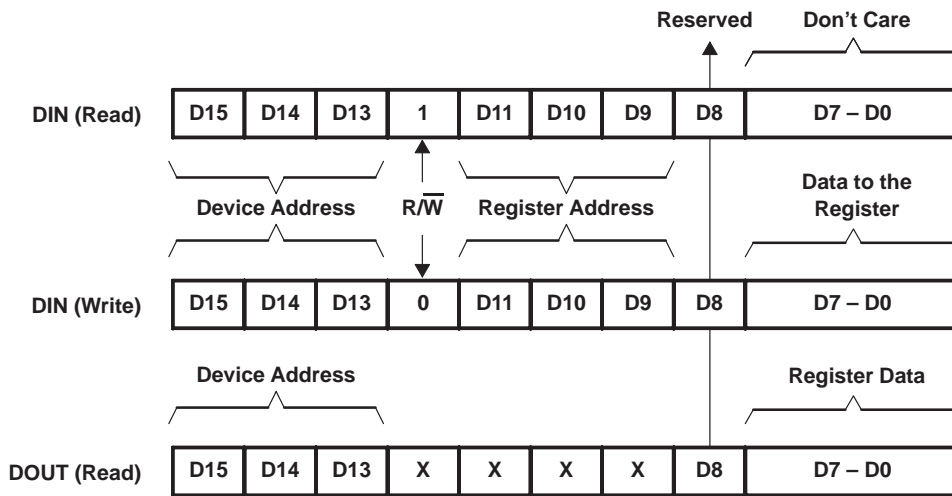 Reserved Don't Care
DIN (Read) D15 D14 D13 1 D11 D10 D9 D8 D7 – D0
Device Address R/W̅ Register Address Data to the
Register
DIN (Write) D15 D14 D13 0 D11 D10 D9 D8 D7 – D0
Device Address Register Data
DOUT (Read) D15 D14 D13 X X X X D8 D7 – D0